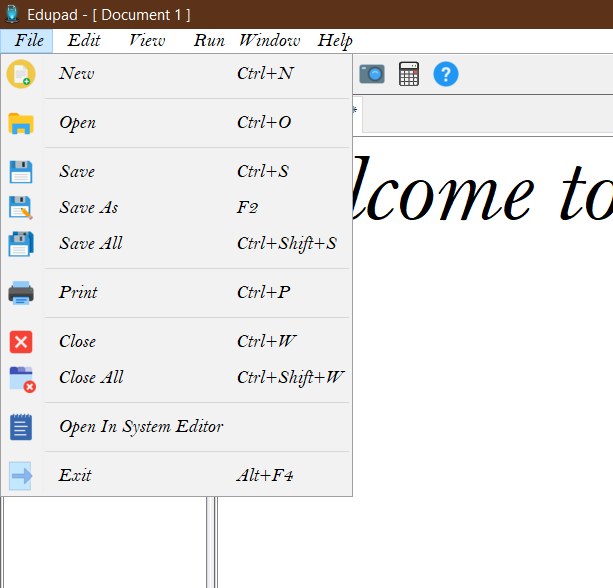 Edupad - [ Document 1 ]
File Edit View Run Window Help
New Ctrl+N
Open Ctrl+O
Save Ctrl+S
Save As F2
Save All Ctrl+Shift+S
Print Ctrl+P
Close Ctrl+W
Close All Ctrl+Shift+W
Open In System Editor
Exit Alt+F4
*
lcome to